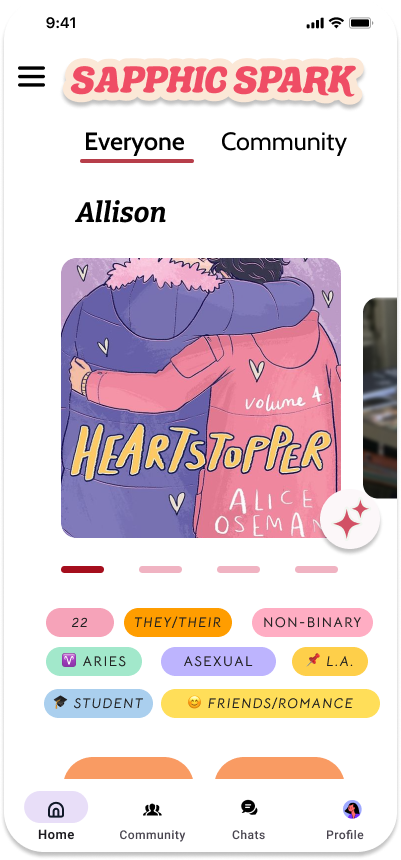 9:41
SAPPHIC SPARK
Everyone Community
Allison
volume 4
HEARTSTOPPER
ALICE
OSEMAN
22 THEY/THEIR NON-BINARY
♈ ARIES ASEXUAL 📌 L.A.
🎓 STUDENT 😊 FRIENDS/ROMANCE
Home Community Chats Profile